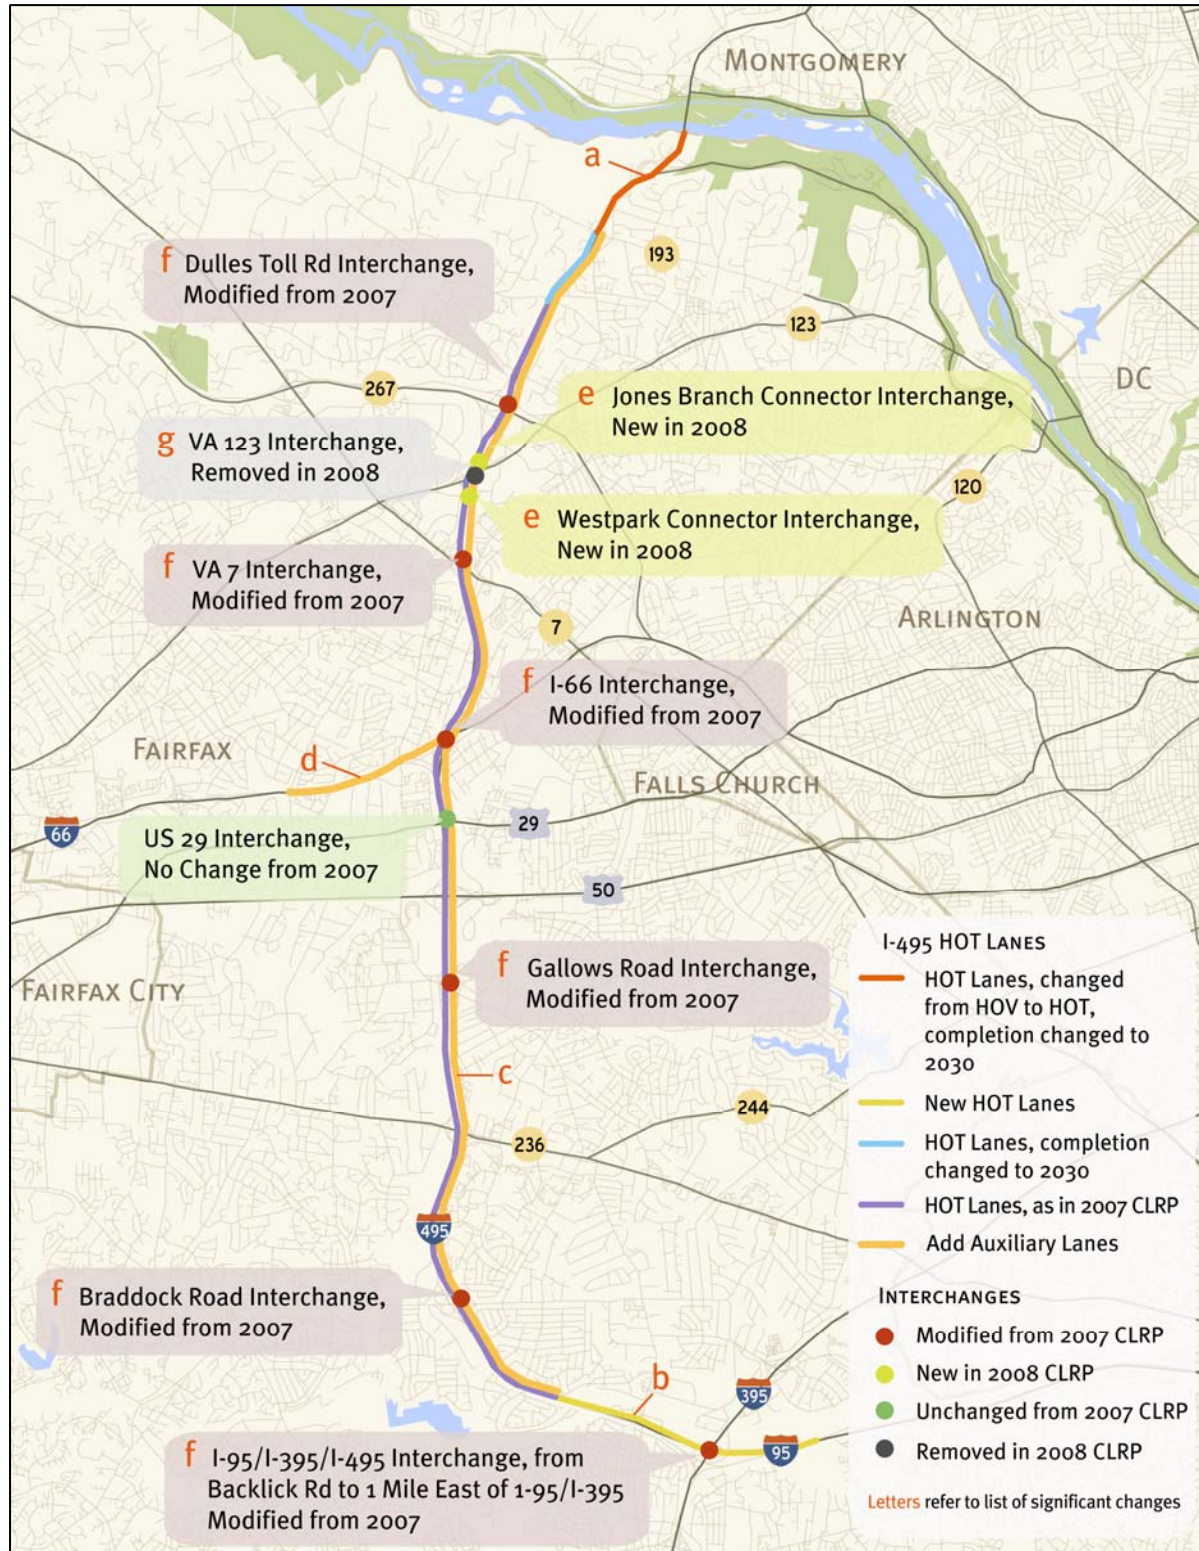 MONTGOMERY
a
193
f Dulles Toll Rd Interchange,
Modified from 2007
123
267
DC
e Jones Branch Connector Interchange,
New in 2008
g VA 123 Interchange,
Removed in 2008
120
e Westpark Connector Interchange,
New in 2008
f VA 7 Interchange,
Modified from 2007
7
ARLINGTON
f I-66 Interchange,
Modified from 2007
FAIRFAX
d
FALLS CHURCH
66
29
US 29 Interchange,
No Change from 2007
50
f Gallows Road Interchange,
Modified from 2007
FAIRFAX CITY
c
244
236
495
f Braddock Road Interchange,
Modified from 2007
b
395
95
f I-95/I-395/I-495 Interchange, from
Backlick Rd to 1 Mile East of 1-95/I-395
Modified from 2007
I-495 HOT LANES
HOT Lanes, changed
from HOV to HOT,
completion changed to
2030
New HOT Lanes
HOT Lanes, completion
changed to 2030
HOT Lanes, as in 2007 CLRP
Add Auxiliary Lanes
INTERCHANGES
Modified from 2007 CLRP
New in 2008 CLRP
Unchanged from 2007 CLRP
Removed in 2008 CLRP
Letters refer to list of significant changes